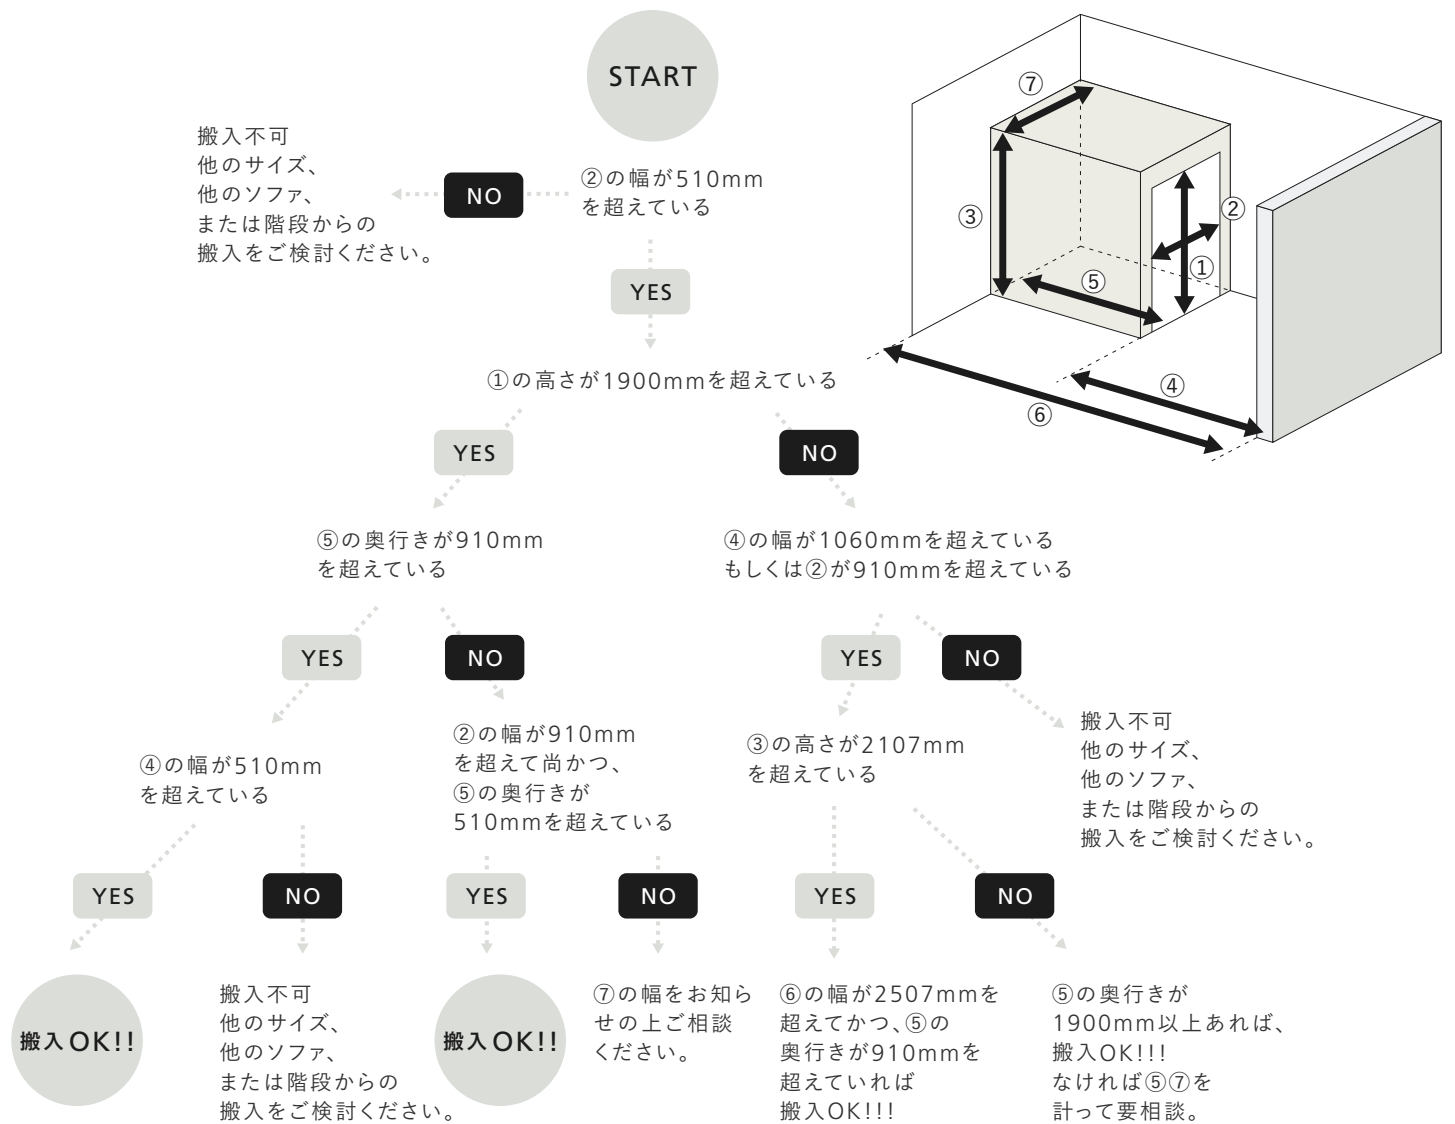 START
搬入不可
他のサイズ、
他のソファ、
または階段からの
搬入をご検討ください。
NO
②の幅が510mm
を超えている
YES
①の高さが1900mmを超えている
YES
NO
⑤の奥行きが910mm
を超えている
④の幅が1060mmを超えている
もしくは②が910mmを超えている
YES
NO
YES
NO
④の幅が510mm
を超えている
②の幅が910mm
を超えて尚かつ、
⑤の奥行きが
510mmを超えている
③の高さが2107mm
を超えている
搬入不可
他のサイズ、
他のソファ、
または階段からの
搬入をご検討ください。
YES
NO
YES
NO
YES
NO
搬入OK!!
搬入不可
他のサイズ、
他のソファ、
または階段からの
搬入をご検討ください。
搬入OK!!
⑦の幅をお知ら
せの上ご相談
ください。
⑥の幅が2507mmを
超えてかつ、⑤の
奥行きが910mmを
超えていれば
搬入OK!!!
⑤の奥行きが
1900mm以上あれば、
搬入OK!!!
なければ⑤⑦を
計って要相談。
⑦
③
②
①
⑤
④
⑥